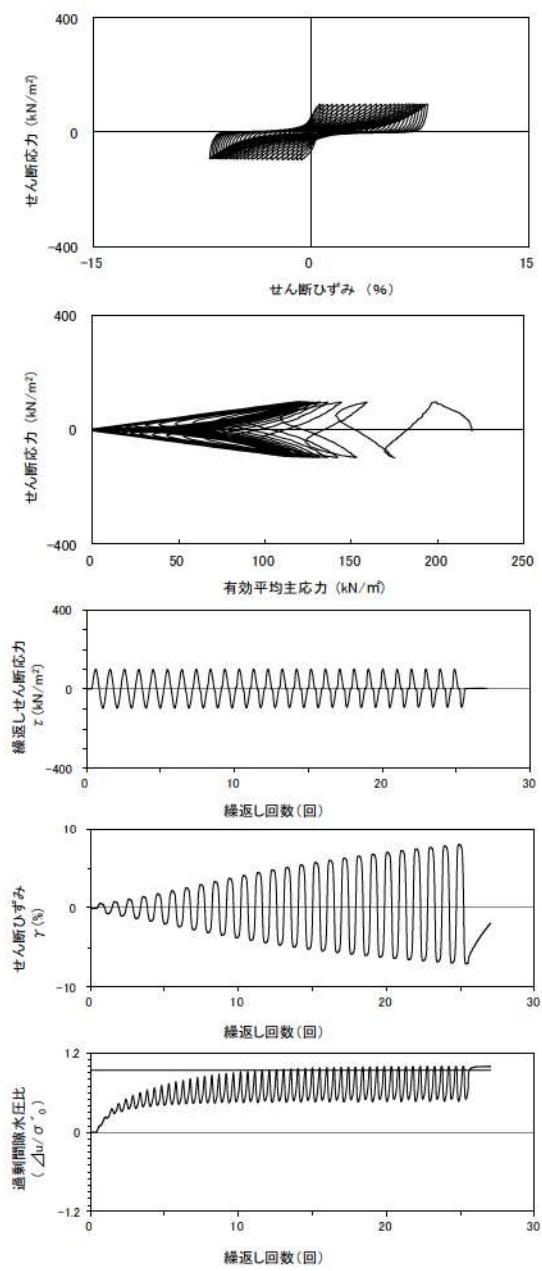 400
せん断応力 (kN/m²)
0
-400
-15
0
15
せん断ひずみ (%)
400
せん断応力 (kN/m²)
0
-400
0
50
100
150
200
250
有効平均主応力 (kN/㎡)
400
繰返しせん断応力
τ (kN/m²)
0
-400
0
10
20
30
繰返し回数(回)
10
せん断ひずみ
γ(%)
0
-10
0
10
20
30
繰返し回数(回)
1.2
過剰間隙水圧比
(⊿u/σ'₀)
0
-1.2
0
10
20
30
繰返し回数(回)